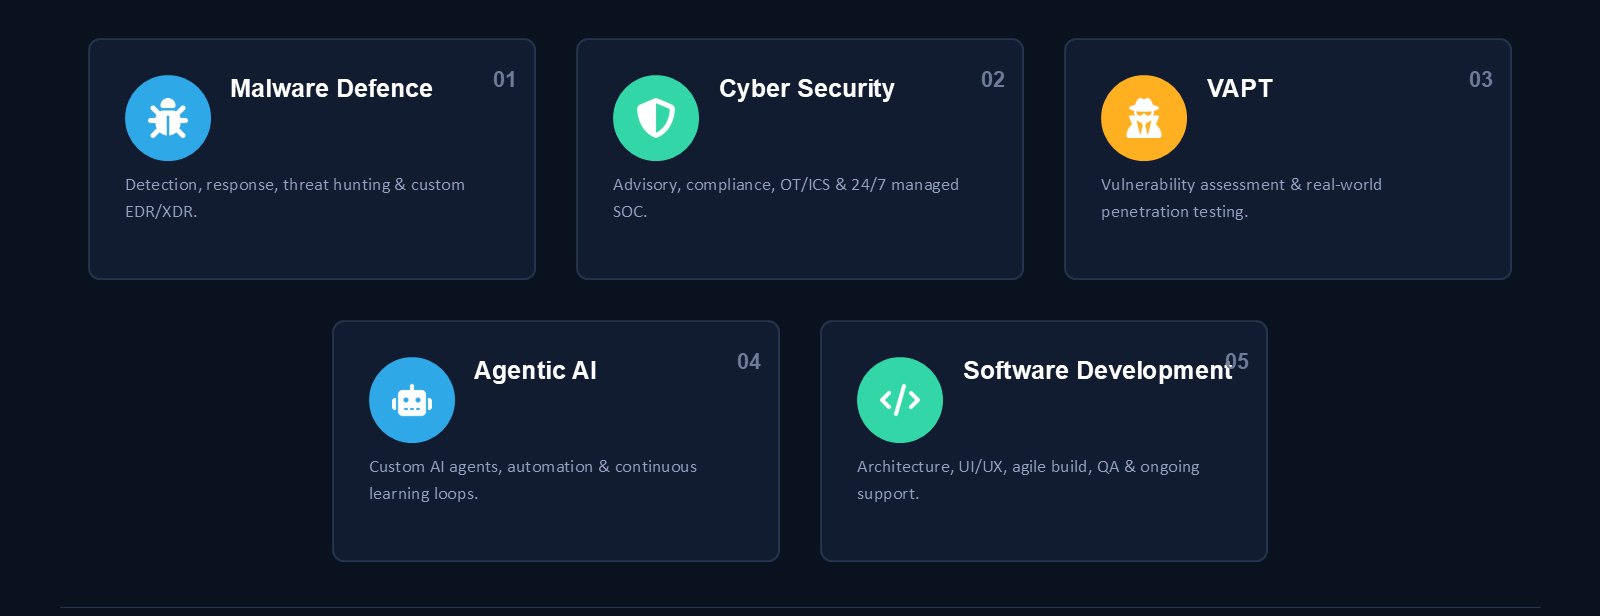 Malware Defence
01
Detection, response, threat hunting & custom
EDR/XDR.
Cyber Security
02
Advisory, compliance, OT/ICS & 24/7 managed
SOC.
VAPT
03
Vulnerability assessment & real-world
penetration testing.
Agentic AI
04
Custom AI agents, automation & continuous
learning loops.
Software Development
05
Architecture, UI/UX, agile build, QA & ongoing
support.